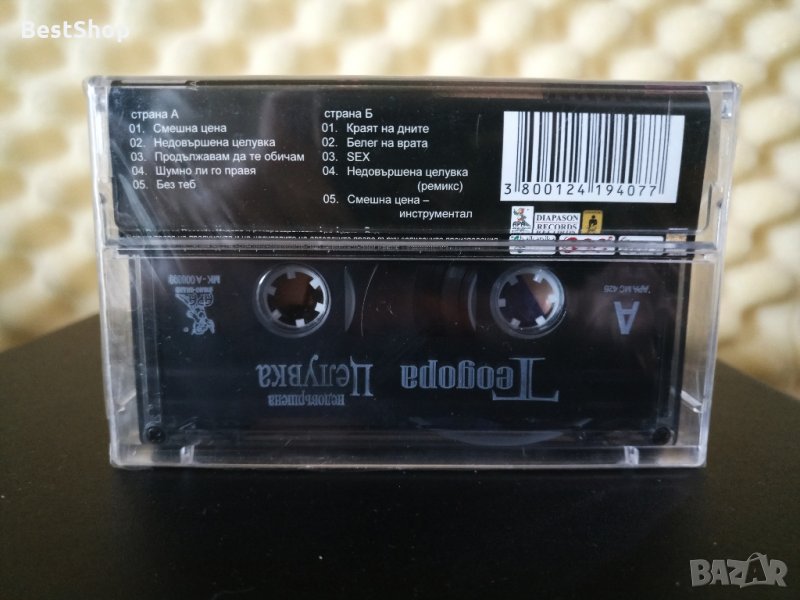 BestShop
страна А
01. Смешна цена
02. Недовършена целувка
03. Продължавам да те обичам
04. Шумно ли го правя
05. Без теб
страна Б
01. Краят на дните
02. Белег на врата
03. SEX
04. Недовършена целувка
(ремикс)
05. Смешна цена –
инструментал
3 800124 194077
DIAPASON
RECORDS
A
Теодора
недовършена
Целувка
BAZAR